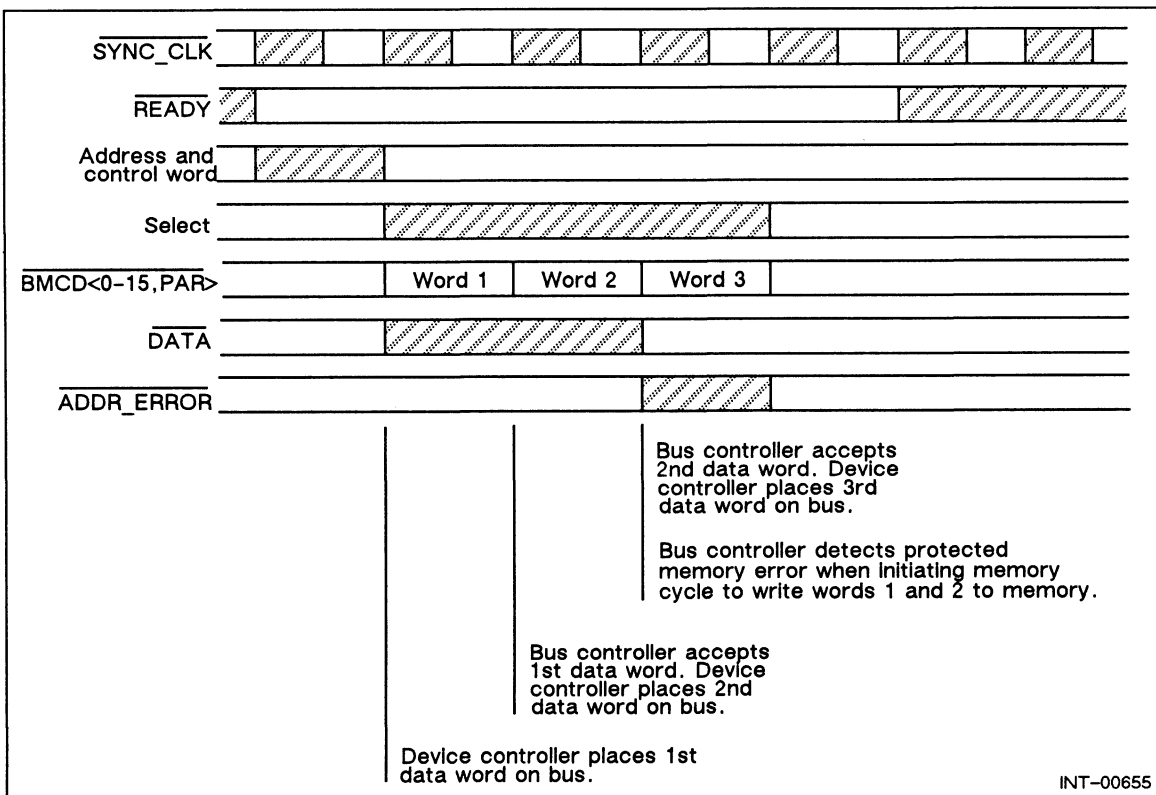 SYNC_CLK
READY
Address and
control word
Select
BMCD<0-15,PAR>
Word 1 Word 2 Word 3
DATA
ADDR_ERROR
Bus controller accepts
2nd data word. Device
controller places 3rd
data word on bus.
Bus controller detects protected
memory error when initiating memory
cycle to write words 1 and 2 to memory.
Bus controller accepts
1st data word. Device
controller places 2nd
data word on bus.
Device controller places 1st
data word on bus.
INT-00655